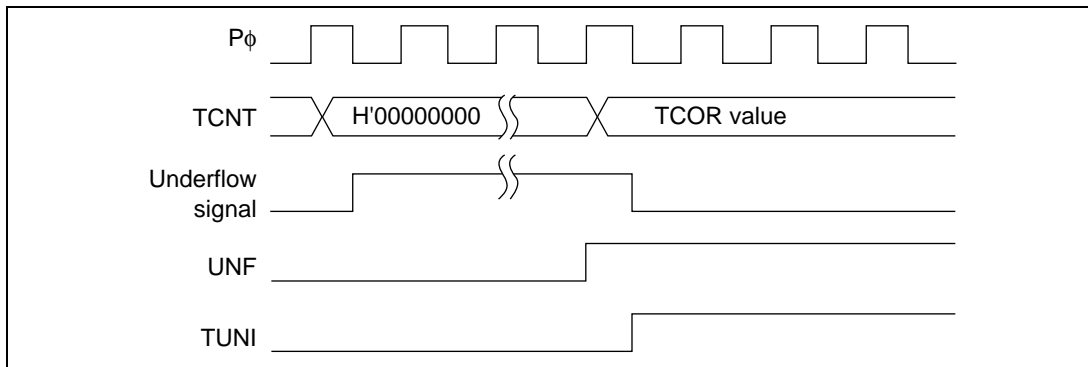 Pϕ
TCNT H'00000000 TCOR value
Underflow
signal
UNF
TUNI